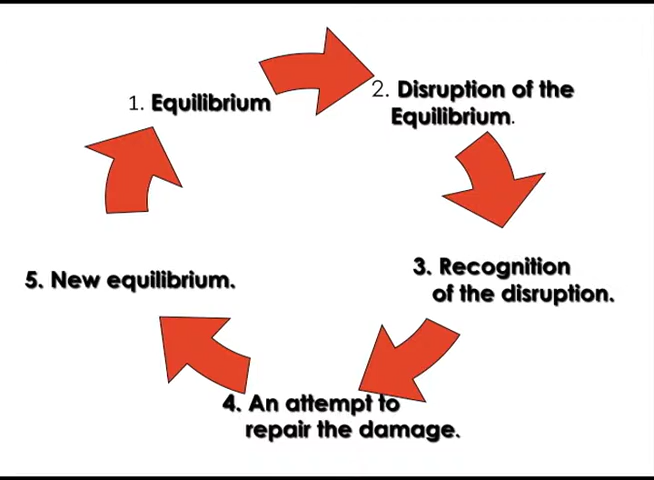 1. Equilibrium
2. Disruption of the
Equilibrium.
3. Recognition
of the disruption.
4. An attempt to
repair the damage.
5. New equilibrium.